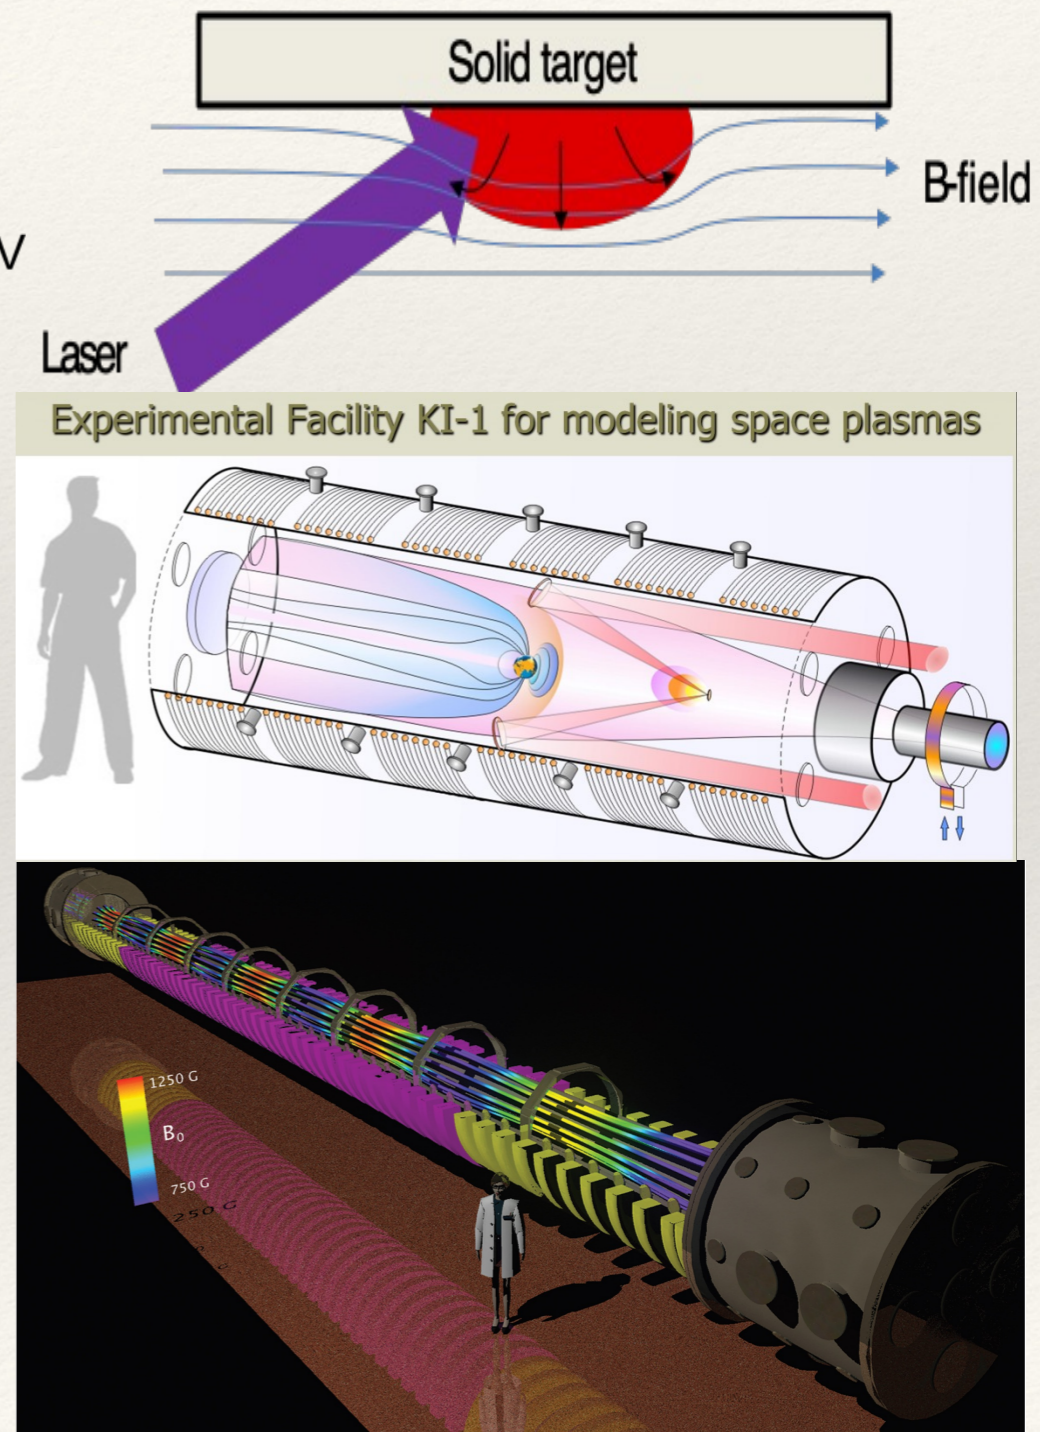 Solid target
B-field
V
Laser
Experimental Facility KI-1 for modeling space plasmas
1250 G
B₀
750 G
250 G